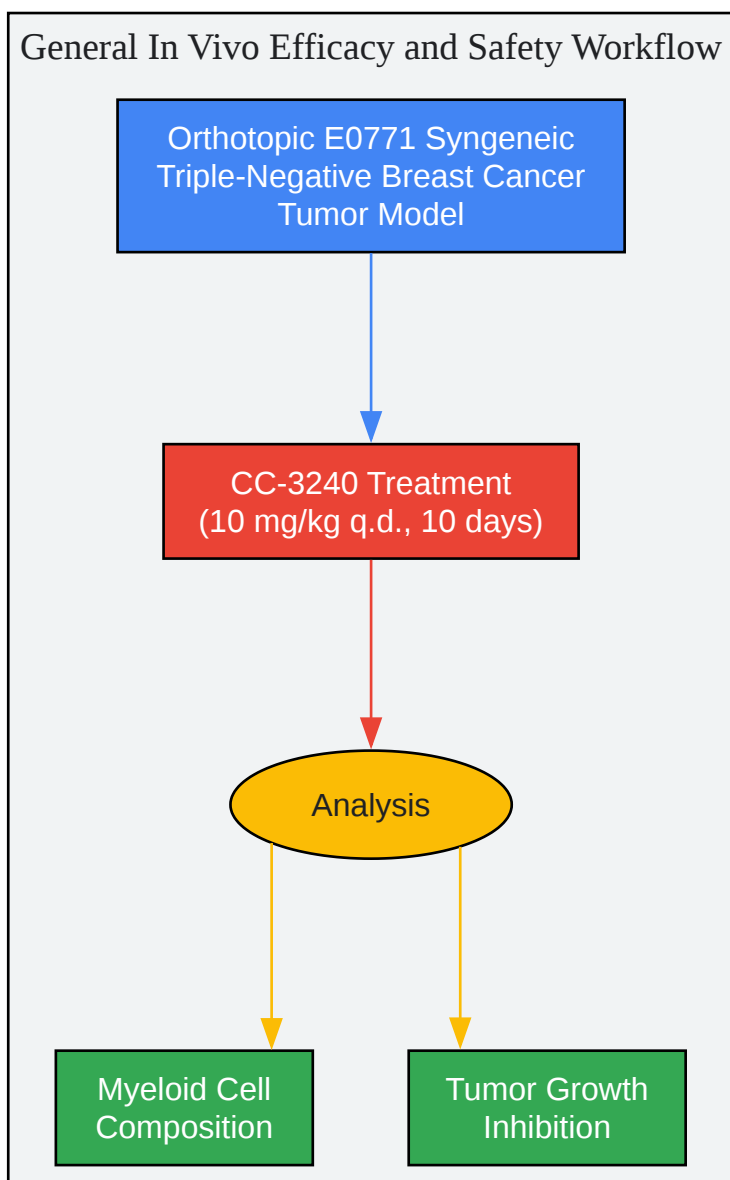 General In Vivo Efficacy and Safety Workflow
Orthotopic E0771 Syngeneic
Triple-Negative Breast Cancer
Tumor Model
CC-3240 Treatment
(10 mg/kg q.d., 10 days)
Analysis
Myeloid Cell
Composition
Tumor Growth
Inhibition